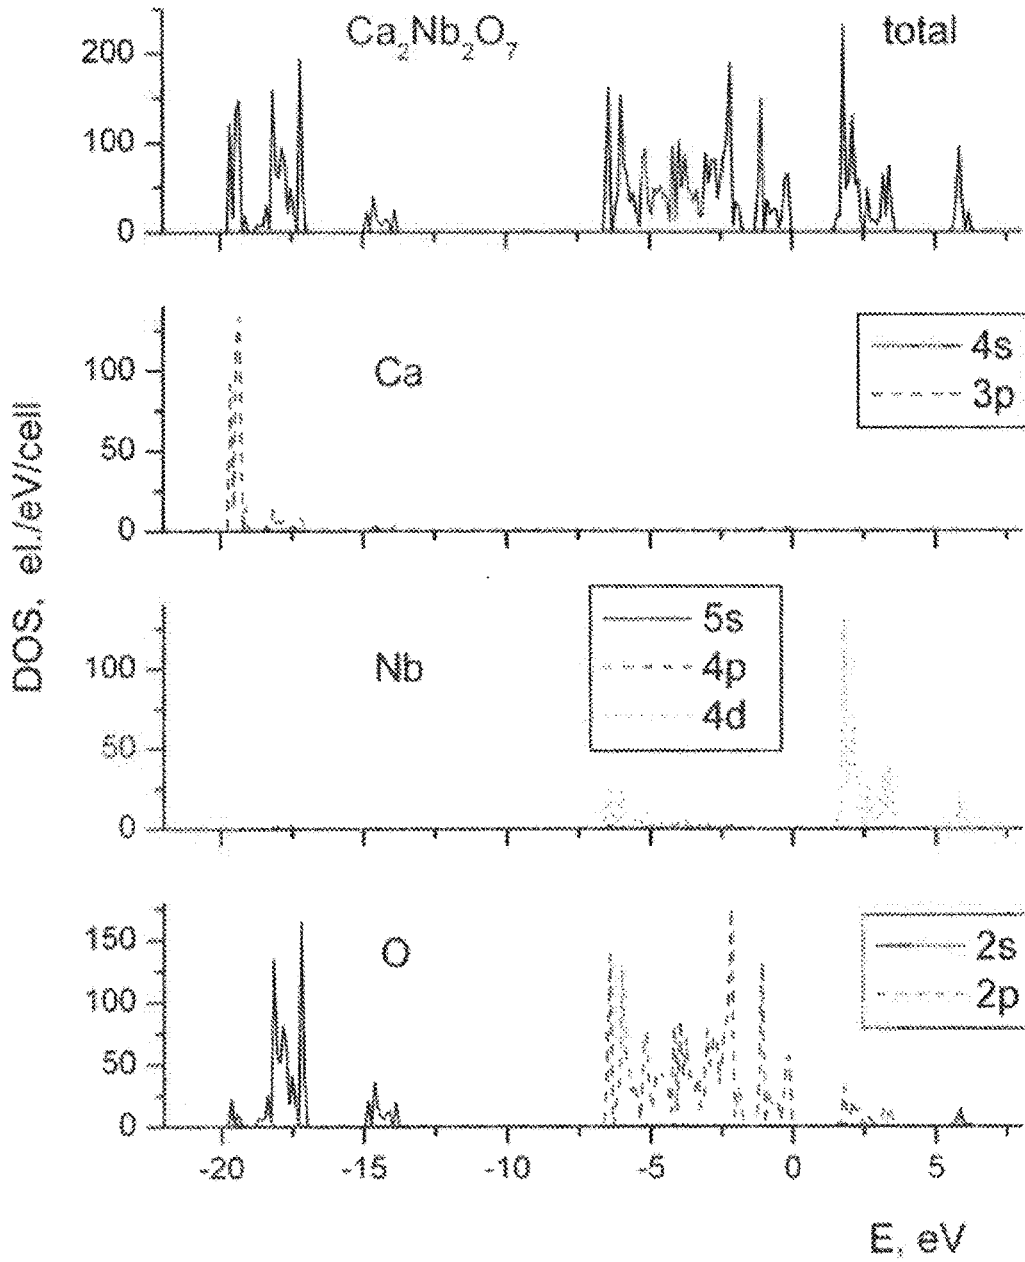 Ca₂Nb₂O₇ total
200
100
0
4s
3p
Ca
100
50
0
DOS, el./eV/cell
5s
4p
4d
Nb
100
50
0
2s
2p
O
150
100
50
0
-20 -15 -10 -5 0 5
E, eV